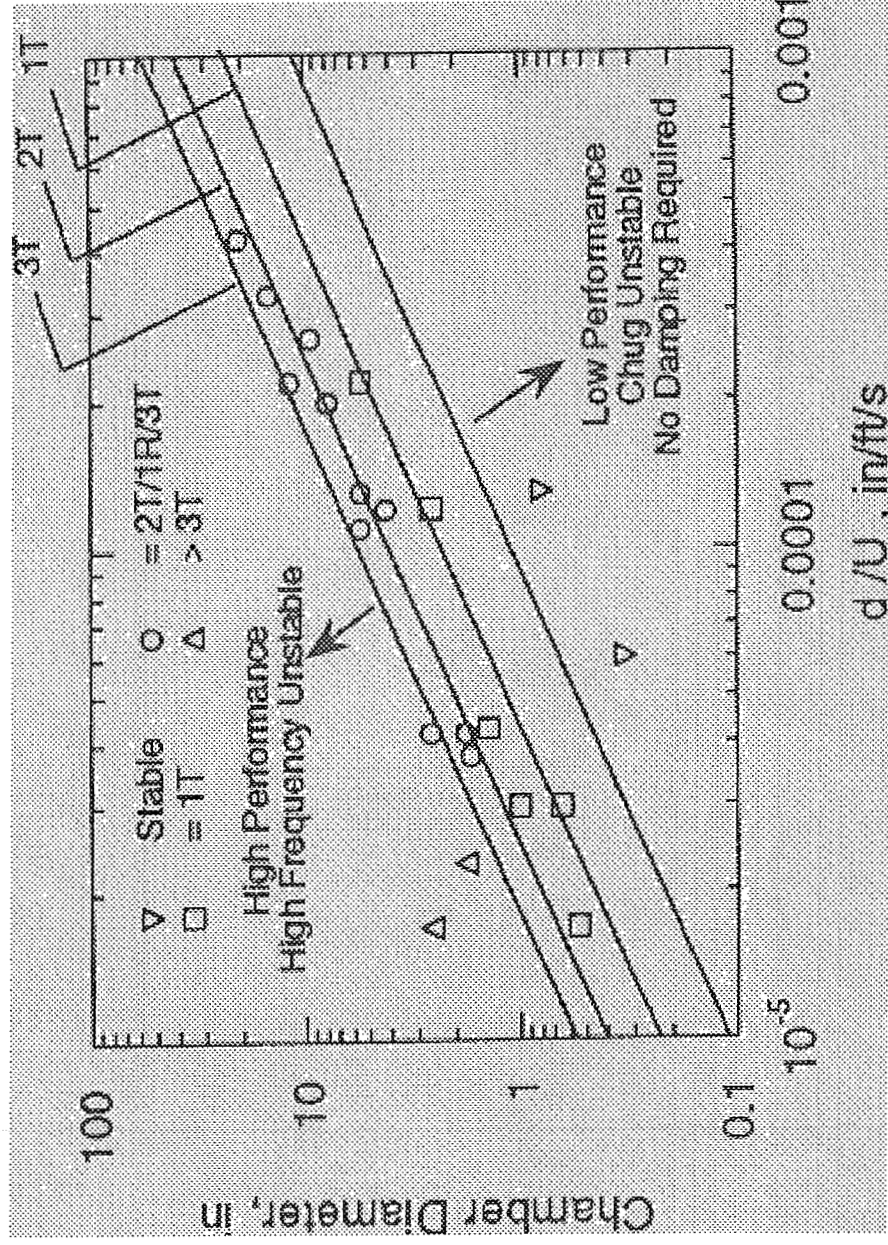 3T 2T 1T
100
▽ Stable ○ = 2T/1R/3T
□ = 1T △ > 3T
High Performance
High Frequency Unstable
10
Low Performance
Chug Unstable
No Damping Required
1
0.1
10-5 0.0001 0.001
d /U , in/ft/s
Chamber Diameter, in